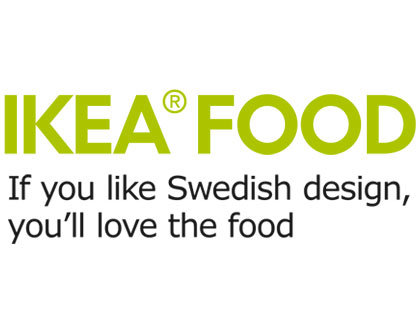 IKEA® FOOD
If you like Swedish design,
you'll love the food